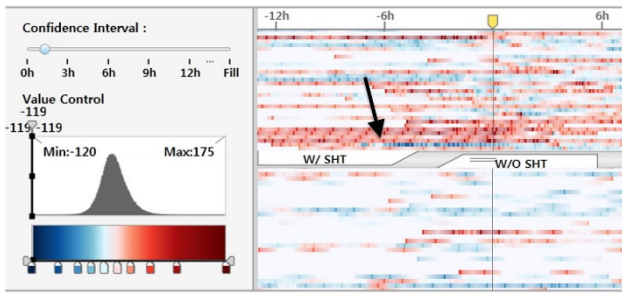 Confidence Interval :
0h 3h 6h 9h 12h ... Fill
Value Control
-119
-119 -119
Min:-120 Max:175
-12h -6h 6h
W/ SHT W/O SHT